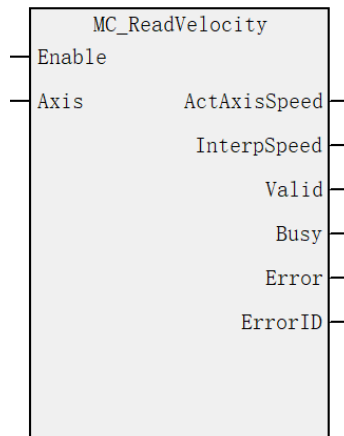 MC_ReadVelocity
Enable
Axis ActAxisSpeed
InterpSpeed
Valid
Busy
Error
ErrorID